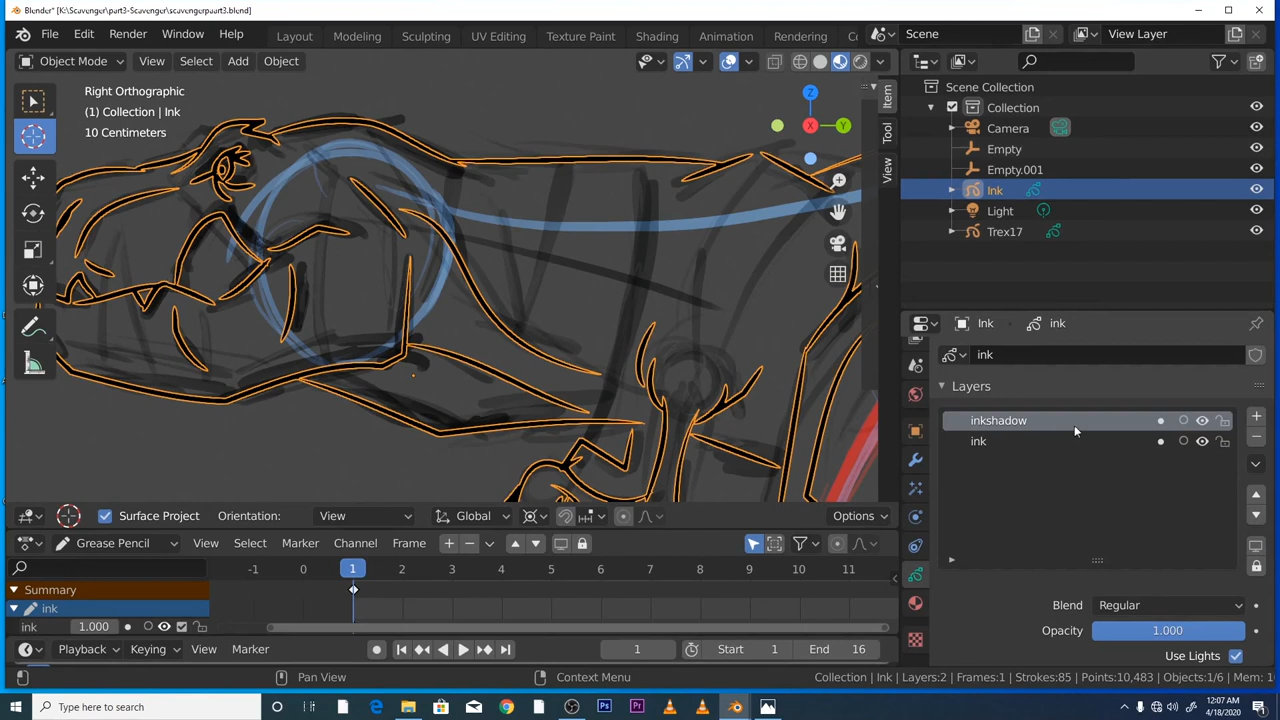 Blender* [K:\Scavenger\part3-Scavenger\scavengerpaart3.blend]
File Edit Render Window Help Layout Modeling Sculpting UV Editing Texture Paint Shading Animation Rendering Scene View Layer
Object Mode View Select Add Object
Right Orthographic
(1) Collection | Ink
10 Centimeters
Z
X
Y
Item
Tool
View
Scene Collection
Collection
Camera
Empty
Empty.001
Ink
Light
Trex17
Ink ink
ink
Layers
inkshadow
ink
Blend Regular
Opacity 1.000
Use Lights
Surface Project Orientation: View Global Options
Grease Pencil View Select Marker Channel Frame
-1 0 1 2 3 4 5 6 7 8 9 10 11
Summary
ink
ink 1.000
Playback Keying View Marker 1 Start 1 End 16
Pan View Context Menu Collection | Ink | Layers:2 | Frames:1 | Strokes:85 | Points:10,483 | Objects:1/6 | Mem: 1
Type here to search
12:07 AM
4/18/2020